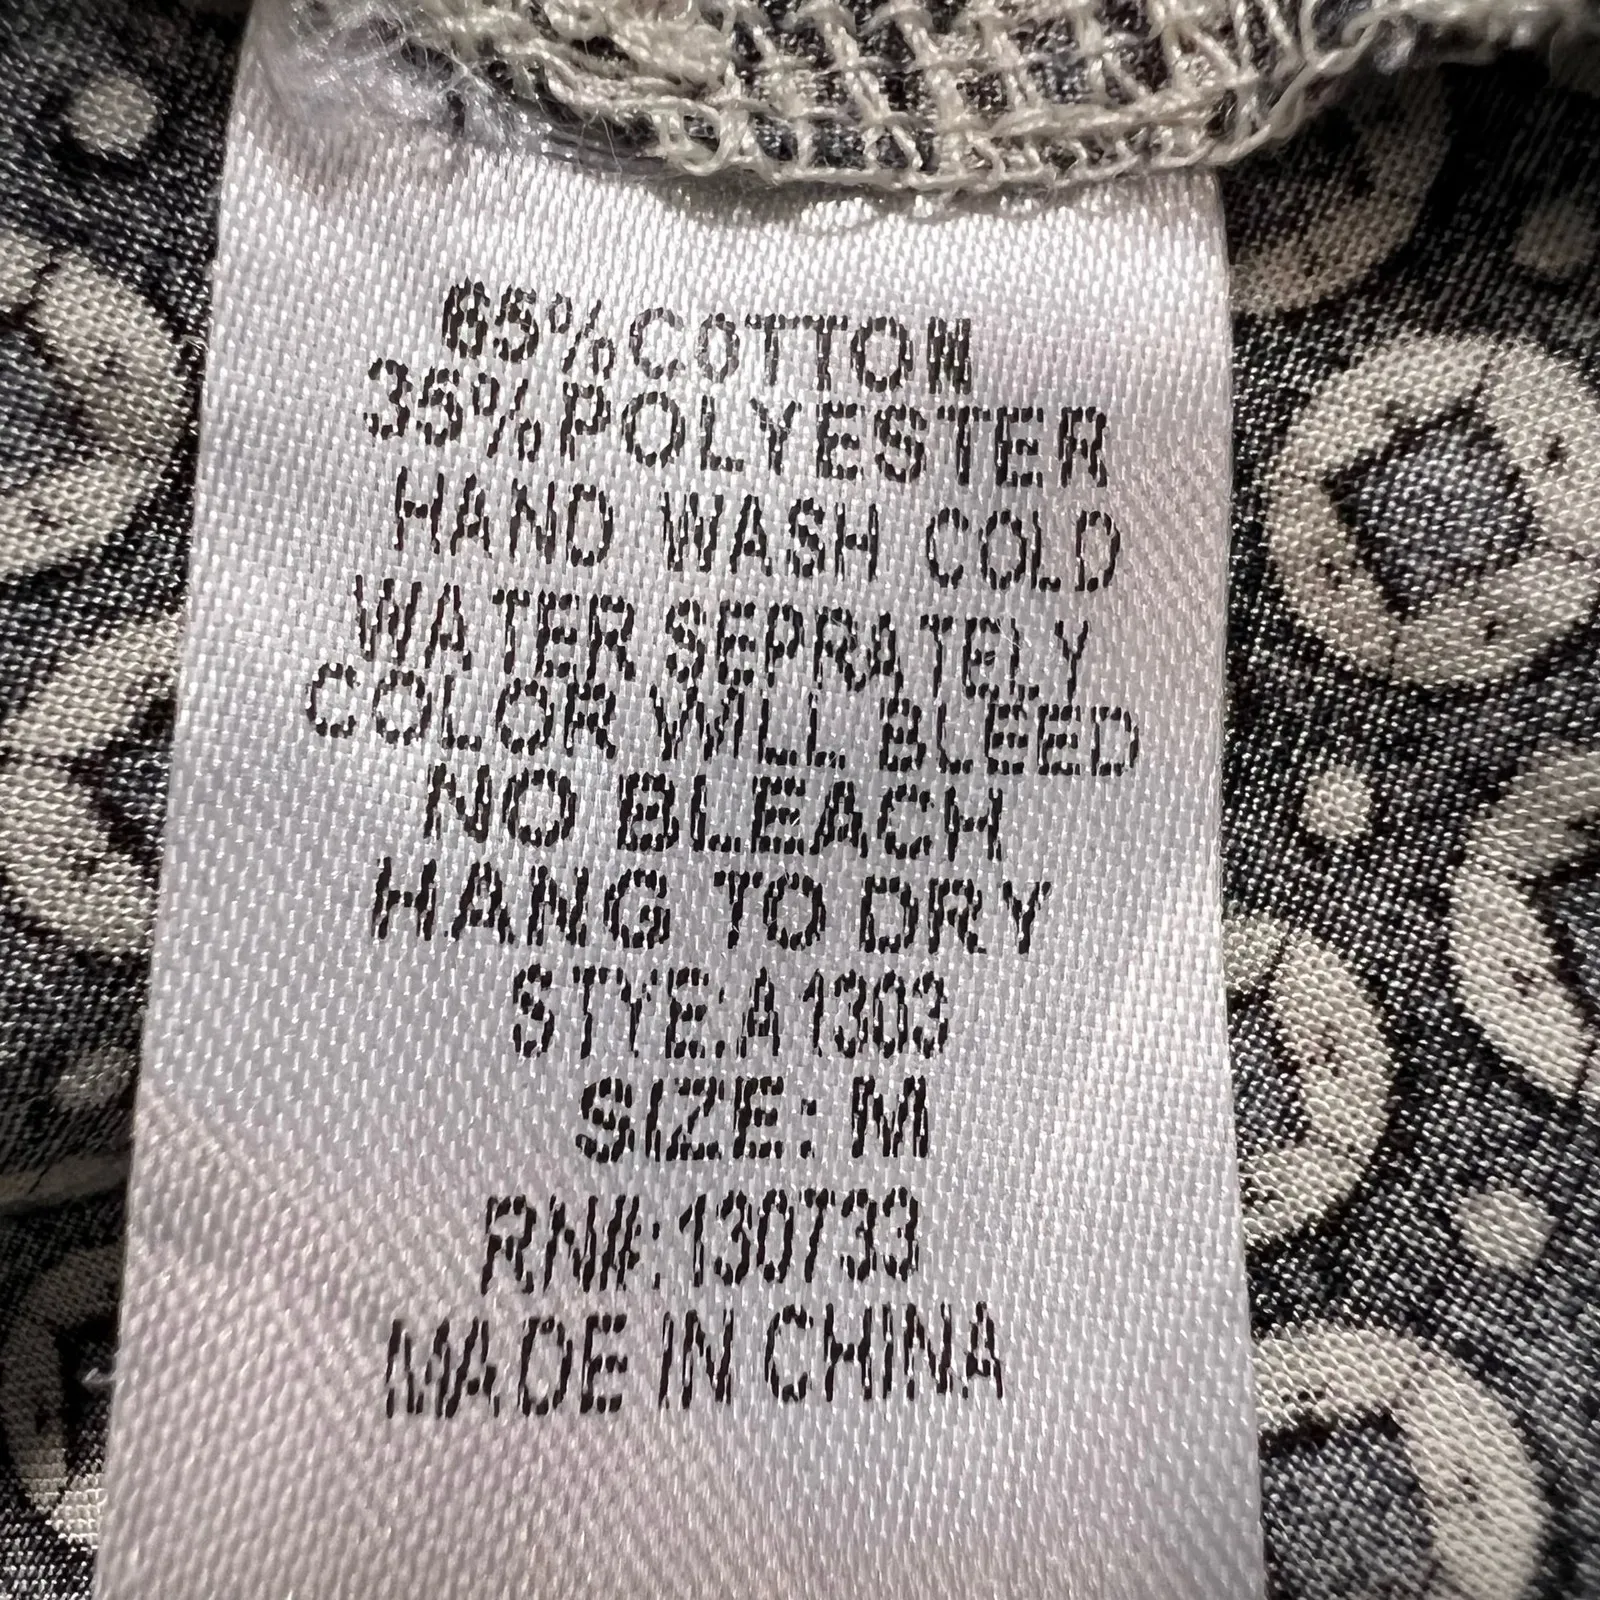 65%COTTON
35%POLYESTER
HAND WASH COLD
WATER SEPRATELY
COLOR WILL BLEED
NO BLEACH
HANG TO DRY
STYE:A1303
SIZE: M
RN#:130733
MADE IN CHINA